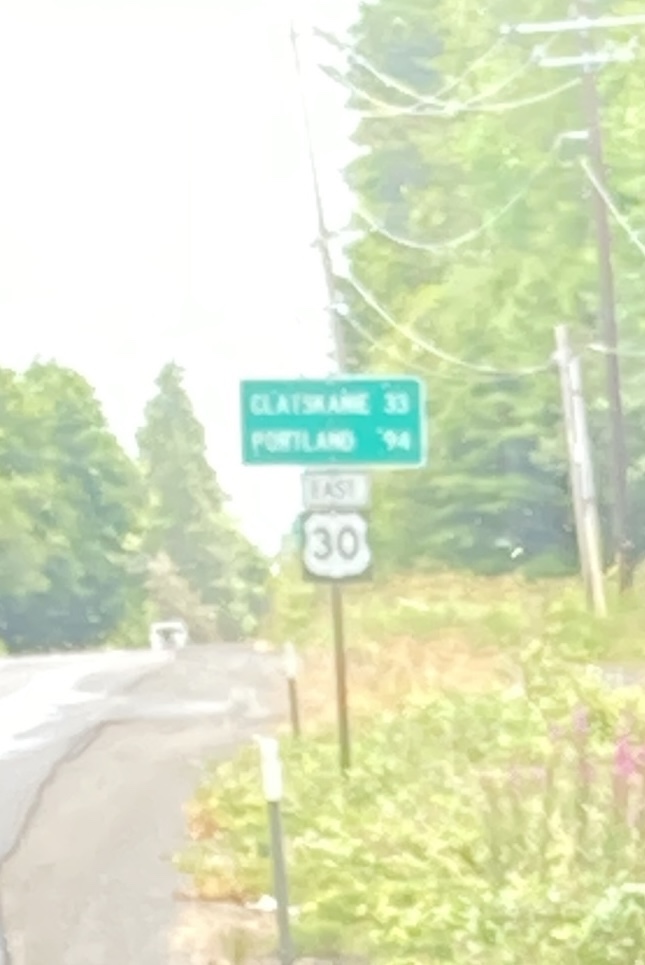 CLATSKANIE 33
PORTLAND 94
EAST
30